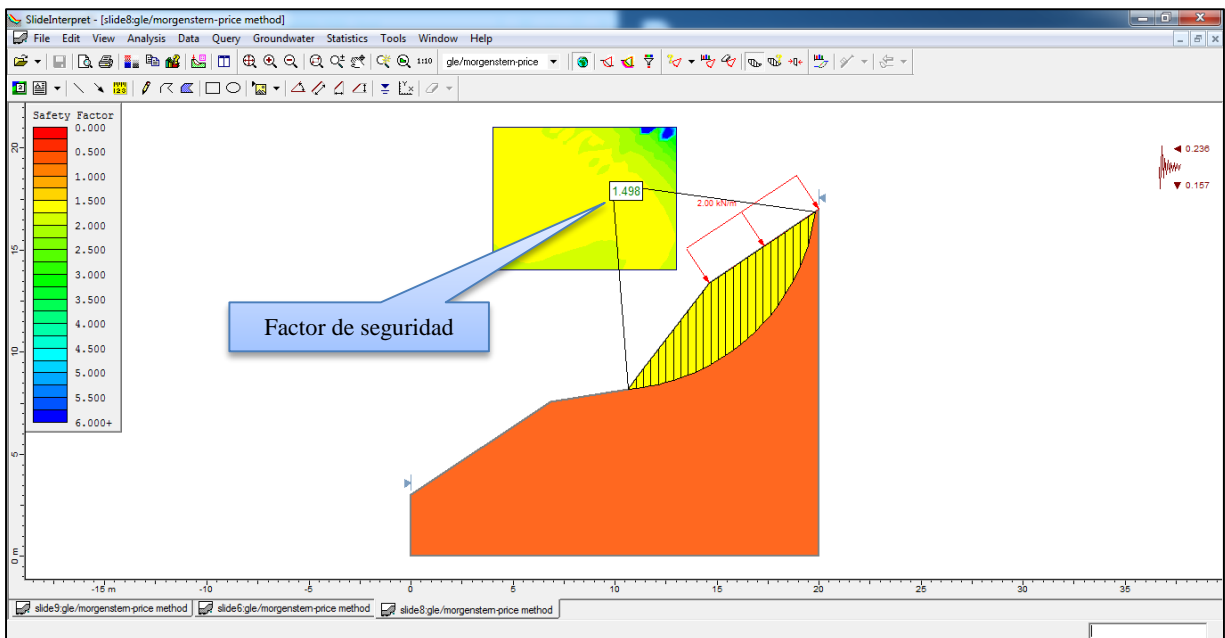 SlideInterpret - [slide8:gle/morgenstern-price method]
File Edit View Analysis Data Query Groundwater Statistics Tools Window Help
1:10 gle/morgenstern-price
Safety Factor
0.000
0.500
1.000
1.500
2.000
2.500
3.000
3.500
4.000
4.500
5.000
5.500
6.000+
20
15
10
5
0 m
1.498
2.00 kN/m
0.236
0.157
Factor de seguridad
-15 m -10 -5 0 5 10 15 20 25 30 35
slide9:gle/morgenstern-price method slide6:gle/morgenstern-price method slide8:gle/morgenstern-price method